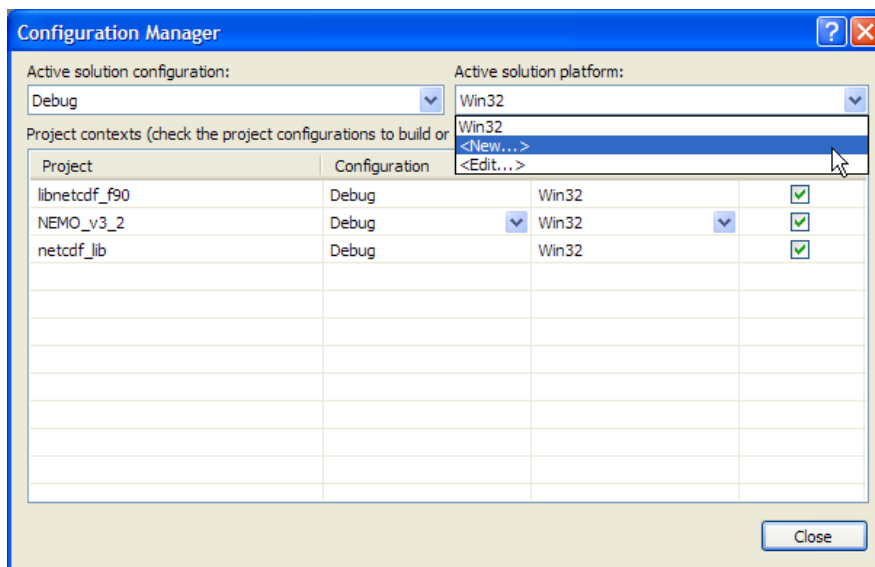 Configuration Manager
Active solution configuration: Active solution platform:
Debug Win32
Project contexts (check the project configurations to build or
Win32
<New...>
<Edit...>
Project Configuration
libnetcdf_f90 Debug Win32
NEMO_v3_2 Debug Win32
netcdf_lib Debug Win32
Close